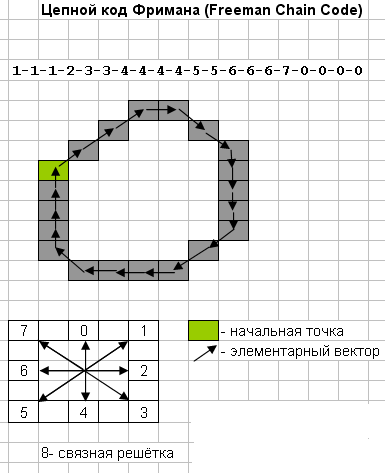 Цепной код Фримана (Freeman Chain Code)
1-1-1-2-3-3-4-4-4-4-5-5-6-6-6-7-0-0-0-0
7 0 1
6 2
5 4 3
- начальная точка
- элементарный вектор
8- связная решётка